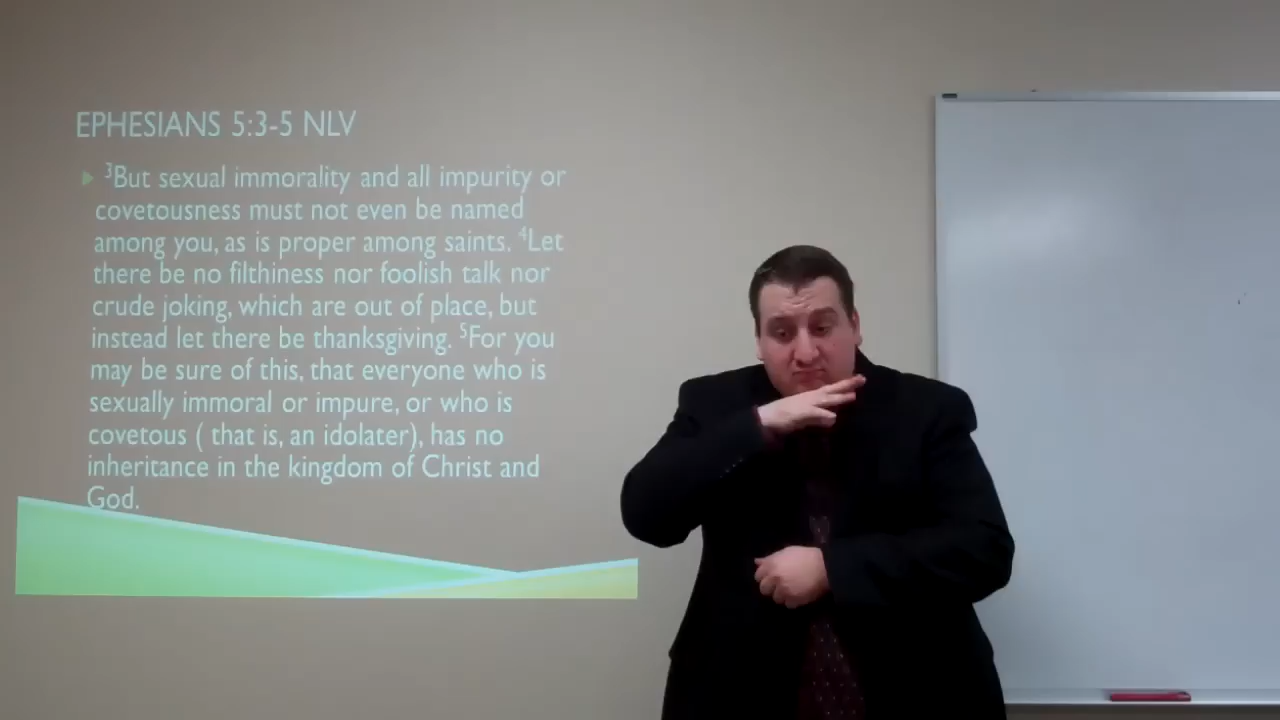 EPHESIANS 5:3-5 NLV
³But sexual immorality and all impurity or
covetousness must not even be named
among you, as is proper among saints. ⁴Let
there be no filthiness nor foolish talk nor
crude joking, which are out of place, but
instead let there be thanksgiving. ⁵For you
may be sure of this, that everyone who is
sexually immoral or impure, or who is
covetous ( that is, an idolater), has no
inheritance in the kingdom of Christ and
God.